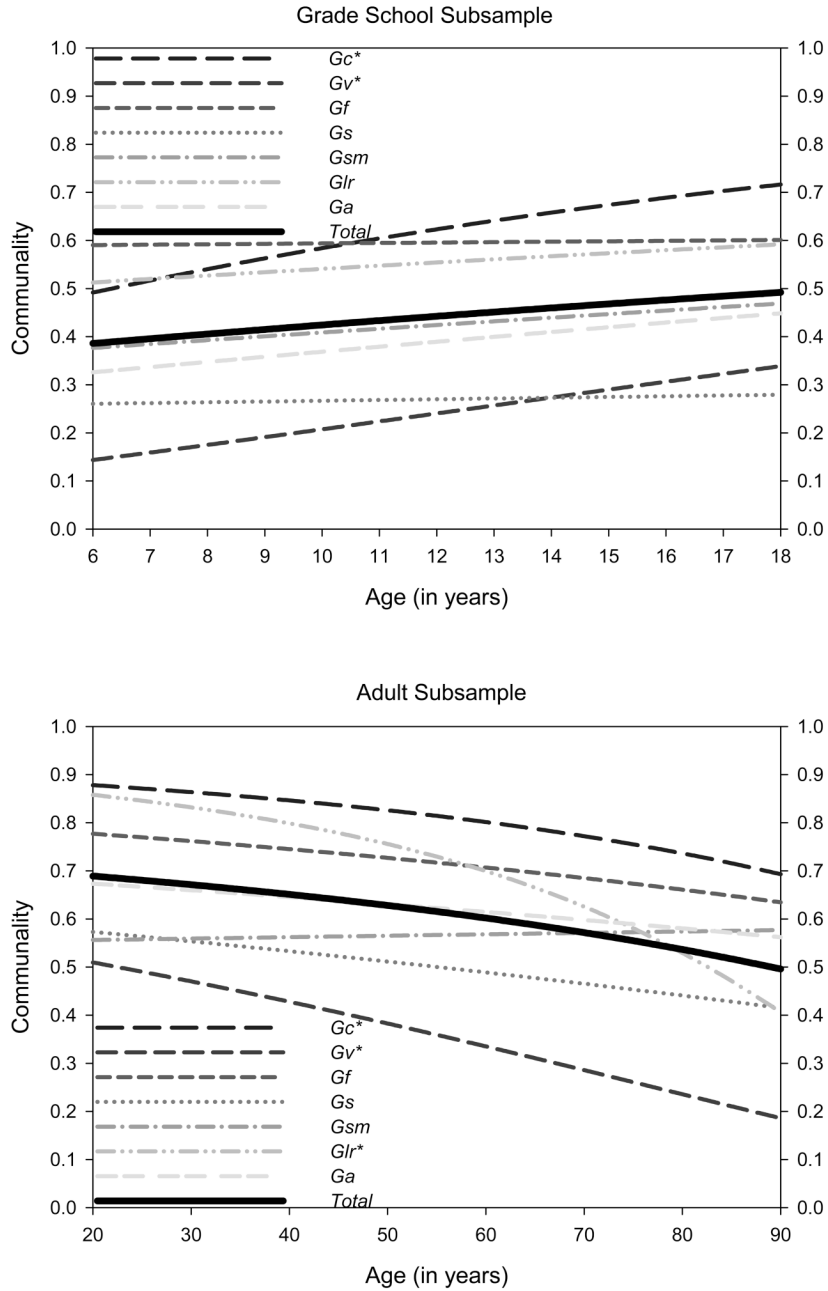 Grade School Subsample
1.0 1.0
Gc*
0.9 Gv* 0.9
Gf
0.8 Gs 0.8
Gsm
0.7 Glr 0.7
Ga
0.6 Total 0.6
0.5 0.5
0.4 0.4
0.3 0.3
0.2 0.2
0.1 0.1
0.0 0.0
Communality
6 7 8 9 10 11 12 13 14 15 16 17 18
Age (in years)
Adult Subsample
1.0 1.0
0.9 0.9
0.8 0.8
0.7 0.7
0.6 0.6
0.5 0.5
0.4 0.4
Gc*
0.3 Gv* 0.3
Gf
0.2 Gs 0.2
Gsm
0.1 Glr* 0.1
Ga
0.0 Total 0.0
Communality
20 30 40 50 60 70 80 90
Age (in years)